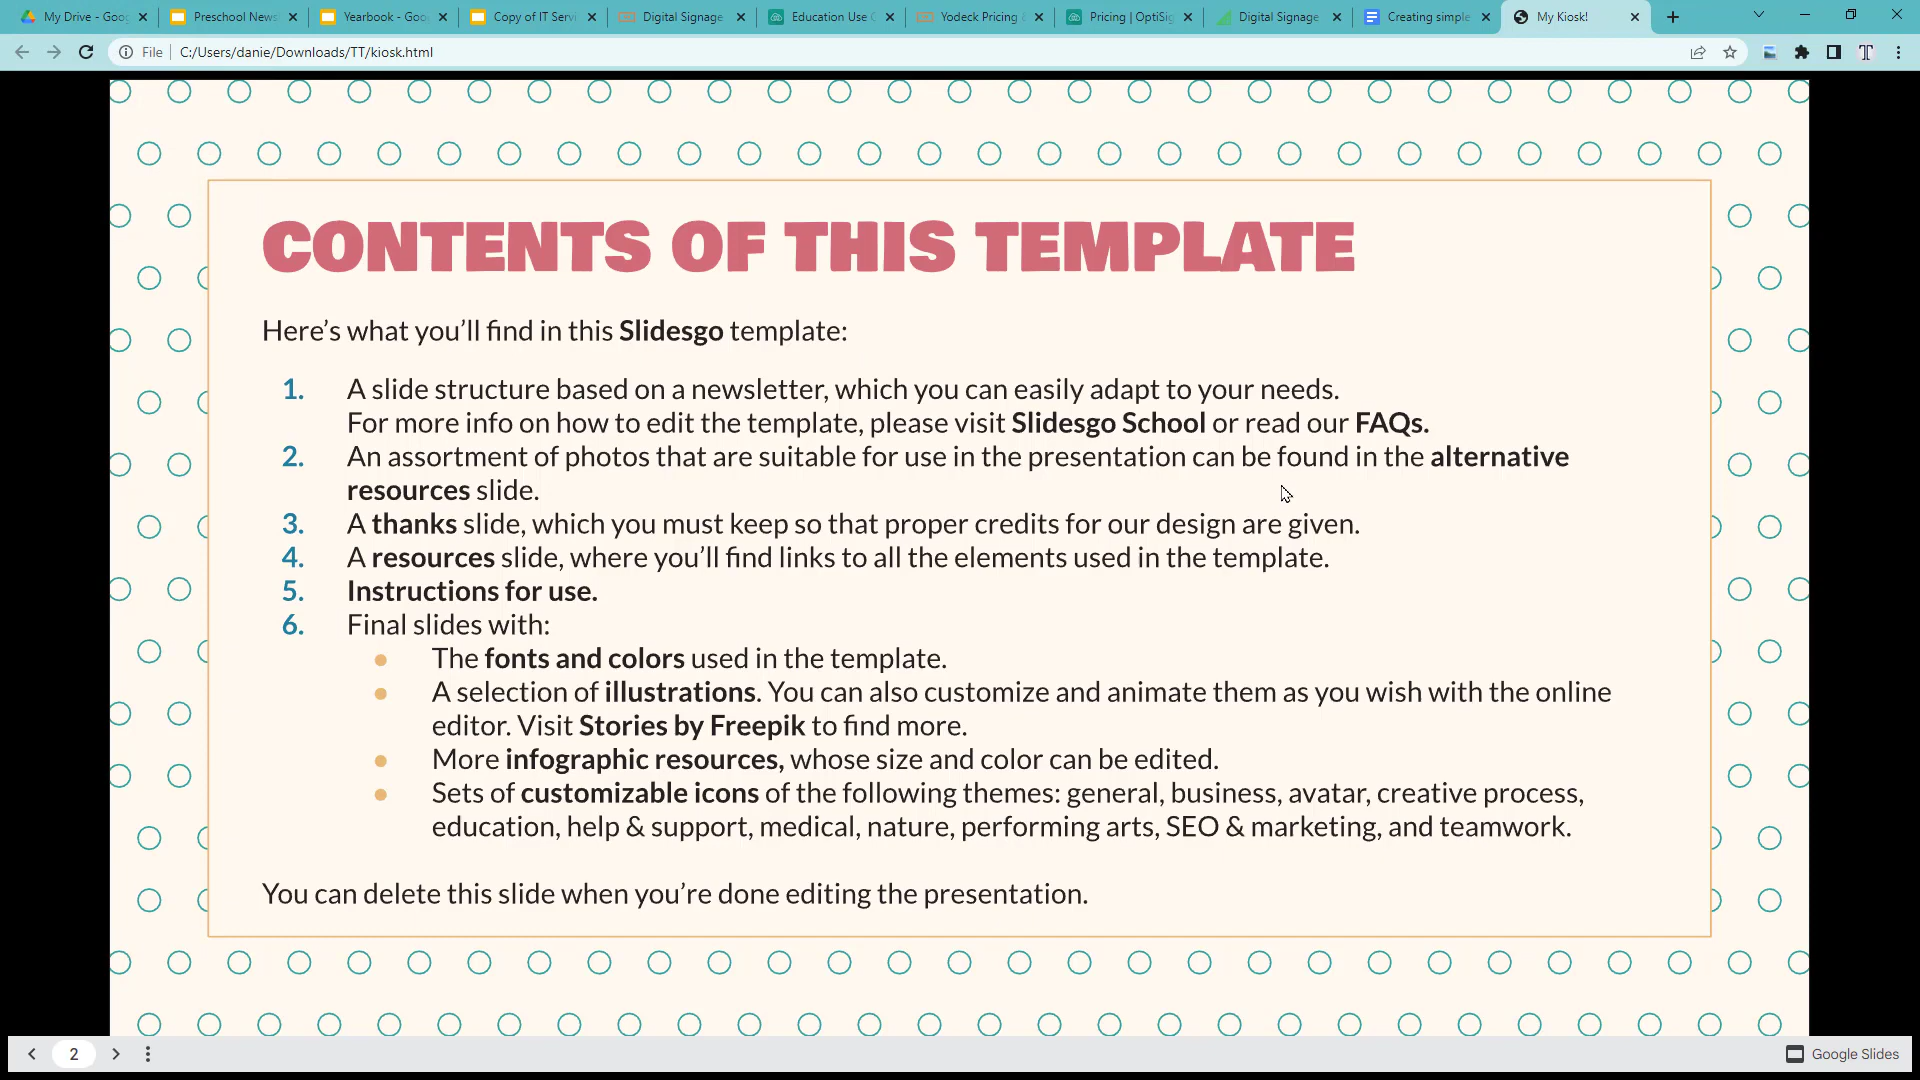 My Drive - Goog
Preschool News
Yearbook - Goo
Copy of IT Servi
Digital Signage
Education Use C
Yodeck Pricing &
Pricing | OptiSig
Digital Signage
Creating simple
My Kiosk!
File
C:/Users/danie/Downloads/TT/kiosk.html
CONTENTS OF THIS TEMPLATE
Here's what you'll find in this Slidesgo template:
1. A slide structure based on a newsletter, which you can easily adapt to your needs.
For more info on how to edit the template, please visit Slidesgo School or read our FAQs.
2. An assortment of photos that are suitable for use in the presentation can be found in the alternative
resources slide.
3. A thanks slide, which you must keep so that proper credits for our design are given.
4. A resources slide, where you'll find links to all the elements used in the template.
5. Instructions for use.
6. Final slides with:
● The fonts and colors used in the template.
● A selection of illustrations. You can also customize and animate them as you wish with the online
editor. Visit Stories by Freepik to find more.
● More infographic resources, whose size and color can be edited.
● Sets of customizable icons of the following themes: general, business, avatar, creative process,
education, help & support, medical, nature, performing arts, SEO & marketing, and teamwork.
You can delete this slide when you're done editing the presentation.
2
Google Slides